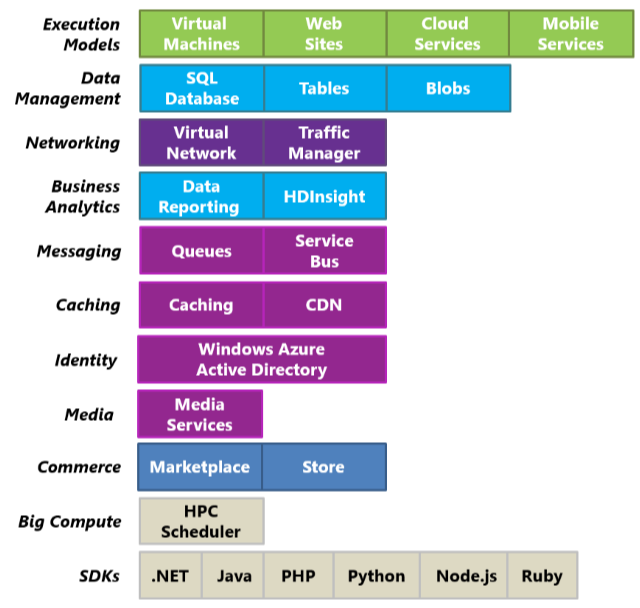 Execution Models
Virtual Machines
Web Sites
Cloud Services
Mobile Services
Data Management
SQL Database
Tables
Blobs
Networking
Virtual Network
Traffic Manager
Business Analytics
Data Reporting
HDInsight
Messaging
Queues
Service Bus
Caching
Caching
CDN
Identity
Windows Azure
Active Directory
Media
Media Services
Commerce
Marketplace
Store
Big Compute
HPC Scheduler
SDKs
.NET
Java
PHP
Python
Node.js
Ruby